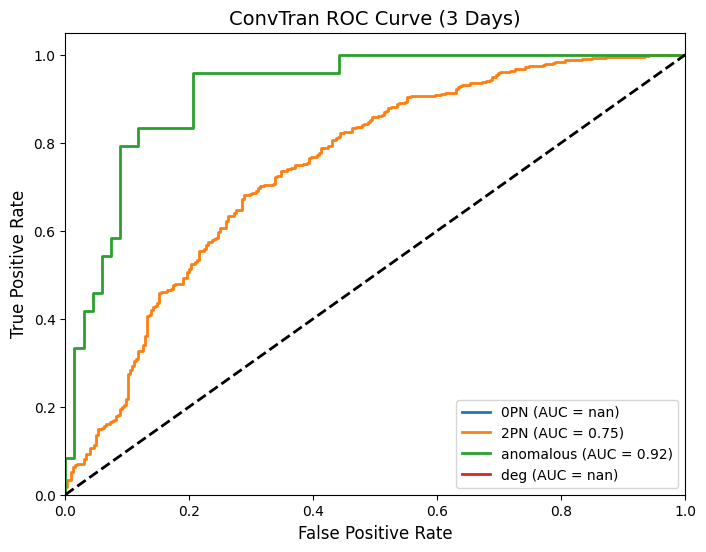 ConvTran ROC Curve (3 Days)
True Positive Rate
1.0
0.8
0.6
0.4
0.2
0.0
0PN (AUC = nan)
2PN (AUC = 0.75)
anomalous (AUC = 0.92)
deg (AUC = nan)
0.0 0.2 0.4 0.6 0.8 1.0
False Positive Rate